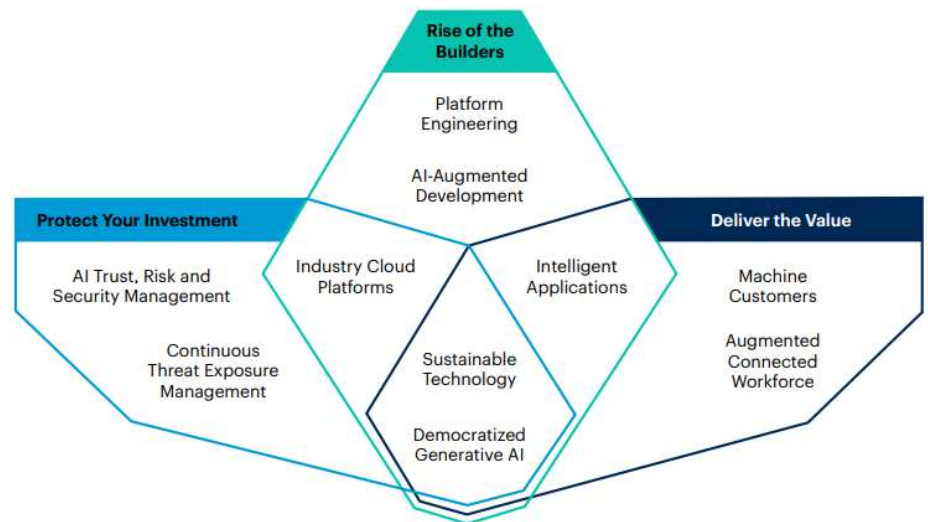 Rise of the
Builders
Platform
Engineering
AI-Augmented
Development
Protect Your Investment
Deliver the Value
AI Trust, Risk and
Security Management
Industry Cloud
Platforms
Intelligent
Applications
Machine
Customers
Continuous
Threat Exposure
Management
Sustainable
Technology
Augmented
Connected
Workforce
Democratized
Generative AI